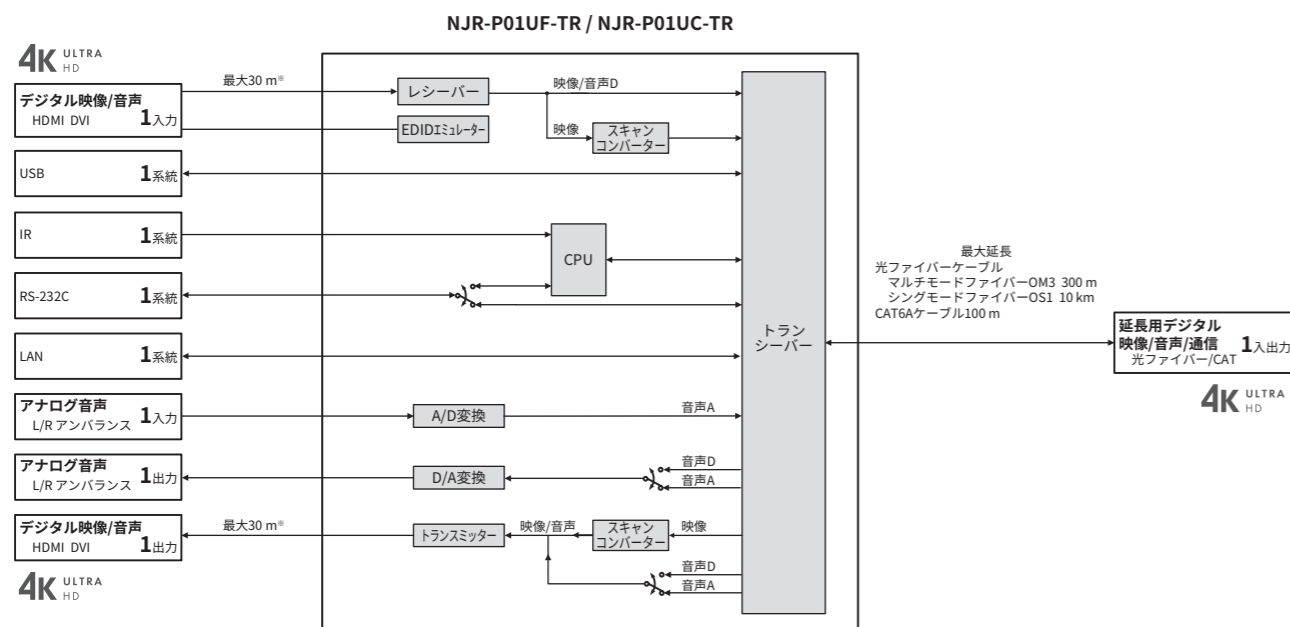 NJR-P01UF-TR / NJR-P01UC-TR
4K ULTRA HD
デジタル映像/音声
HDMI DVI
1入力
最大30 m※
レシーバー
映像/音声D
EDIDエミュレーター
映像
スキャン
コンバーター
USB 1系統
IR 1系統
CPU
RS-232C 1系統
LAN 1系統
トラン
シーバー
最大延長
光ファイバーケーブル
マルチモードファイバーOM3 300 m
シングモードファイバーOS1 10 km
CAT6Aケーブル100 m
延長用デジタル
映像/音声/通信
光ファイバー/CAT
1入出力
4K ULTRA HD
アナログ音声
L/R アンバランス
1入力
A/D変換
音声A
アナログ音声
L/R アンバランス
1出力
D/A変換
音声D
音声A
デジタル映像/音声
HDMI DVI
1出力
最大30 m※
トランスミッター
映像/音声
スキャン
コンバーター
映像
音声D
音声A
4K ULTRA HD